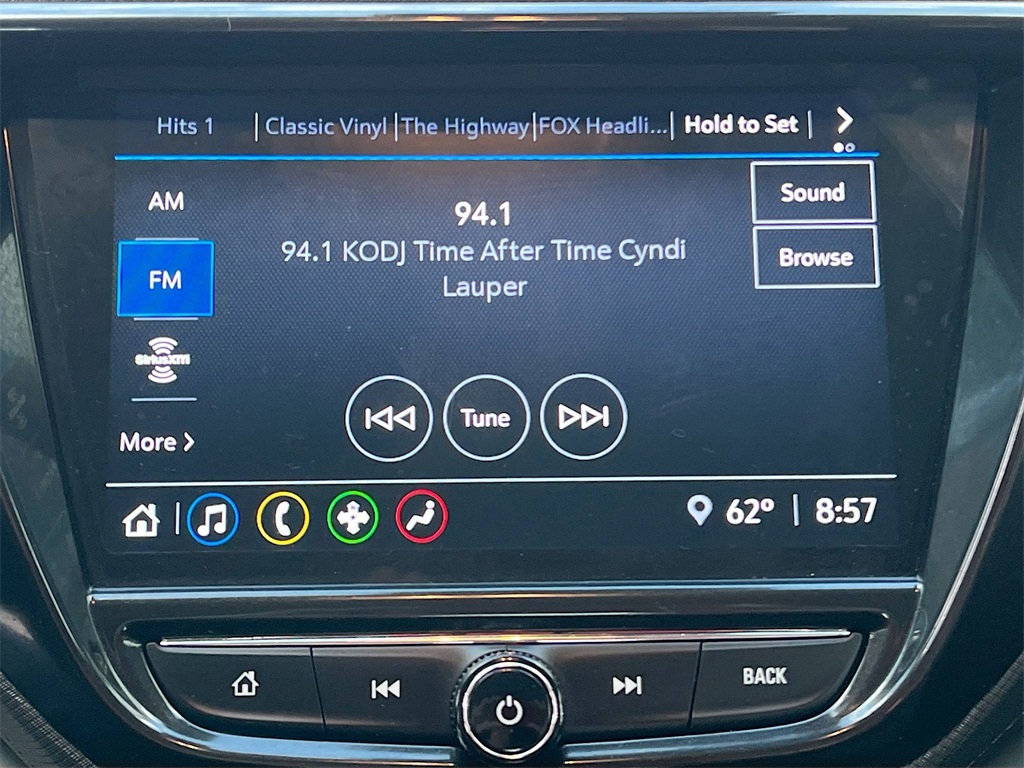 Hits 1 | Classic Vinyl | The Highway | FOX Headli... | Hold to Set |
AM
94.1
Sound
94.1 KODJ Time After Time Cyndi
Lauper
Browse
FM
SiriusXM
Tune
More >
62° | 8:57
BACK